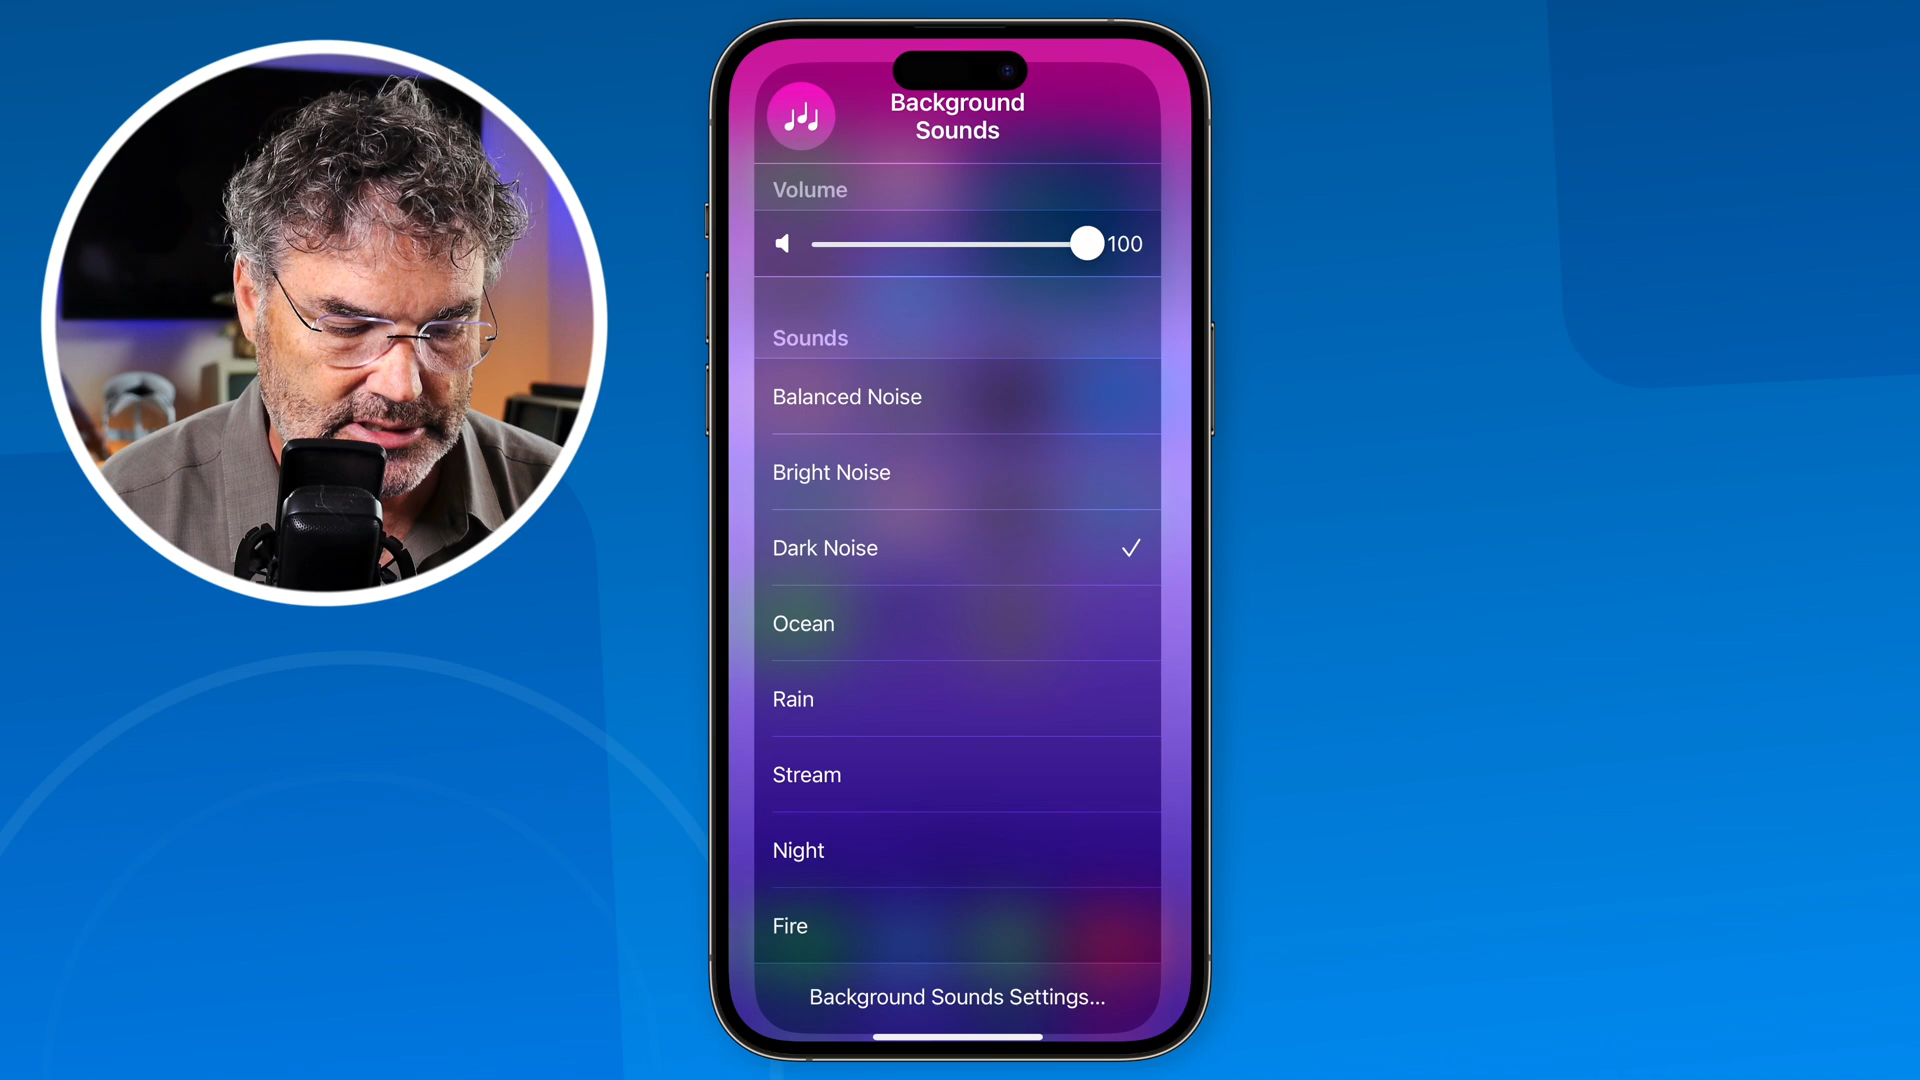 Background
Sounds
Volume
100
Sounds
Balanced Noise
Bright Noise
Dark Noise
Ocean
Rain
Stream
Night
Fire
Background Sounds Settings...